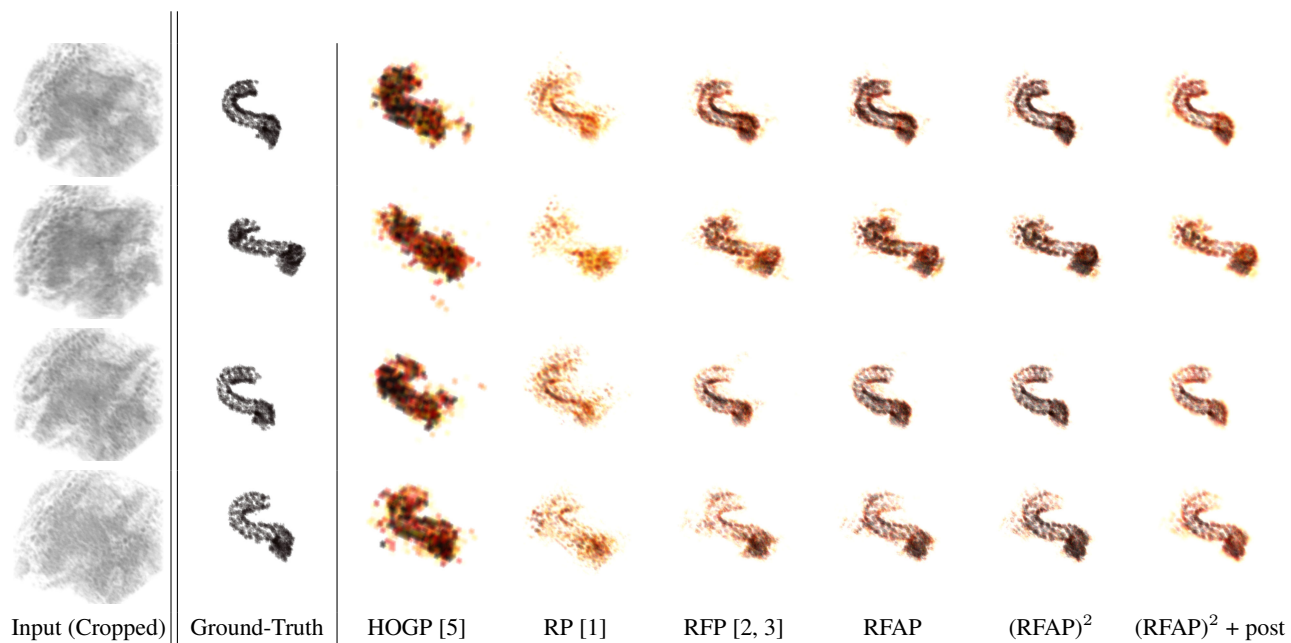 Input (Cropped) Ground-Truth HOGP [5] RP [1] RFP [2, 3] RFAP (RFAP)² (RFAP)² + post